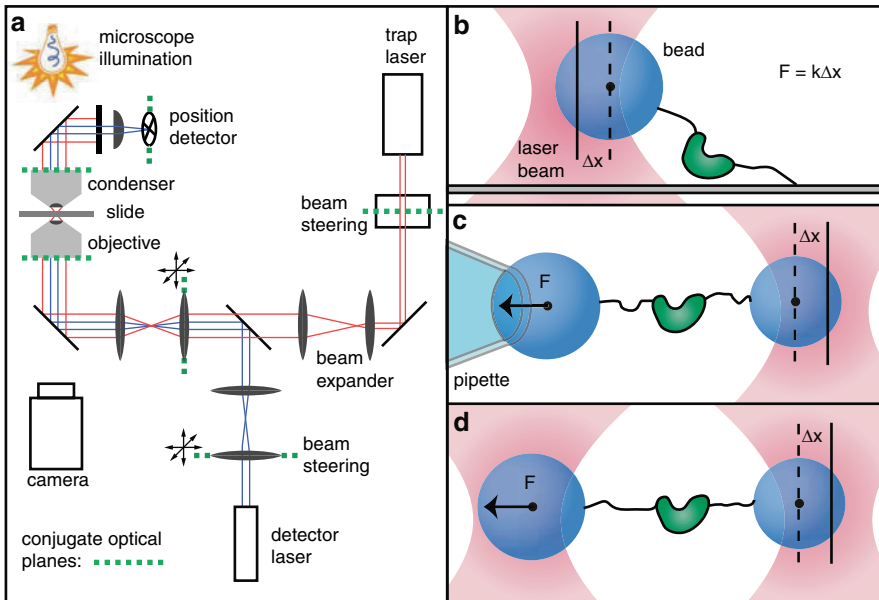 a
microscope
illumination
trap
laser
position
detector
condenser
slide
objective
beam
steering
beam
expander
camera
beam
steering
detector
laser
conjugate optical
planes:
b
bead
F = kΔx
laser
beam
Δx
c
F
Δx
pipette
d
F
Δx